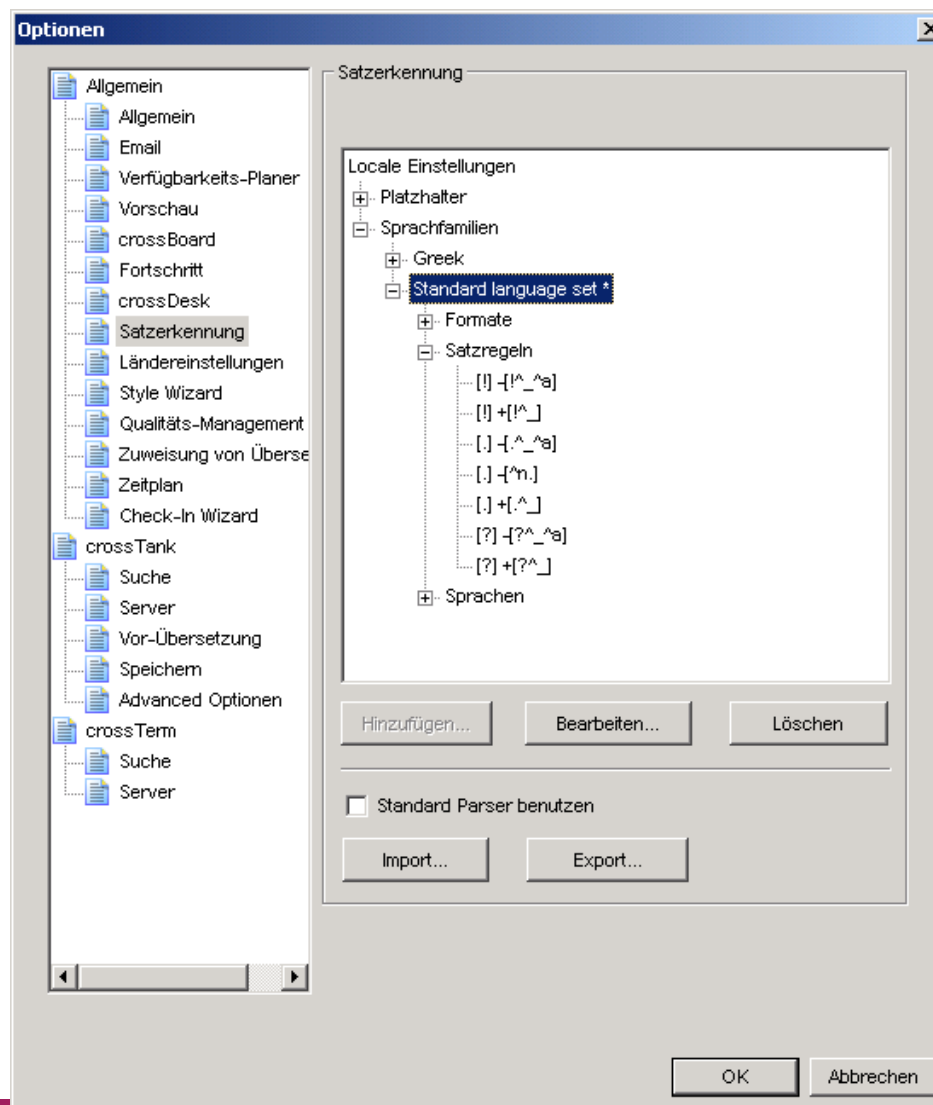 Optionen
Allgemein
Allgemein
Email
Verfügbarkeits-Planer
Vorschau
crossBoard
Fortschritt
crossDesk
Satzerkennung
Ländereinstellungen
Style Wizard
Qualitäts-Management
Zuweisung von Überse
Zeitplan
Check-In Wizard
crossTank
Suche
Server
Vor-Übersetzung
Speichern
Advanced Optionen
crossTerm
Suche
Server
Satzerkennung
Locale Einstellungen
Platzhalter
Sprachfamilien
Greek
Standard language set *
Formate
Satzregeln
[!] -[!^_^a]
[!] +[!^_]
[.] -[.^_^a]
[.] -[^n.]
[.] +[.^_]
[?] -[?^_^a]
[?] +[?^_]
Sprachen
Hinzufügen... Bearbeiten... Löschen
Standard Parser benutzen
Import... Export...
OK Abbrechen